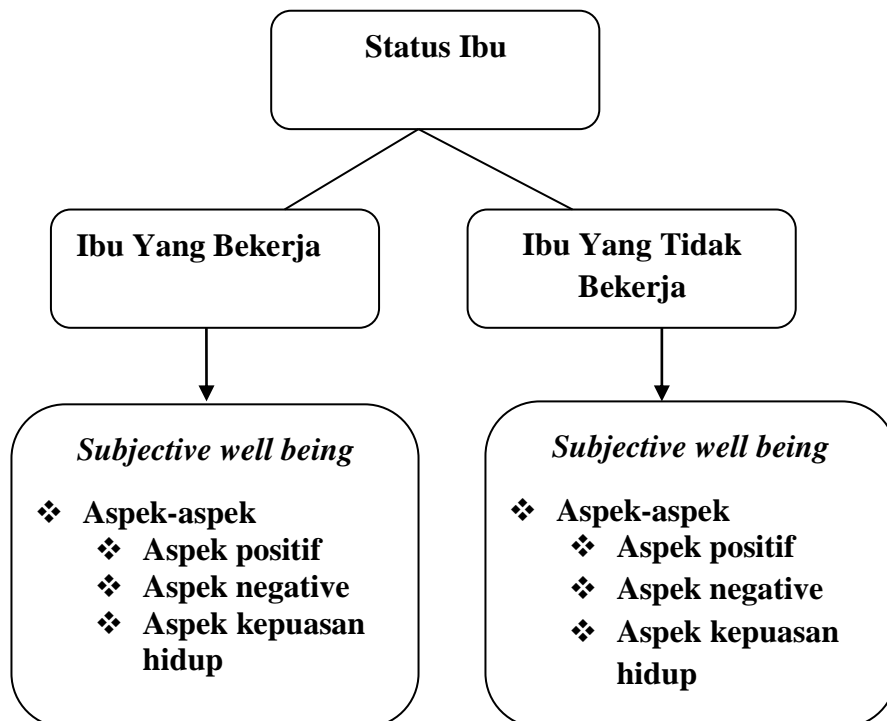 Status Ibu
Ibu Yang Bekerja
Ibu Yang Tidak
Bekerja
Subjective well being
❖ Aspek-aspek
❖ Aspek positif
❖ Aspek negative
❖ Aspek kepuasan
hidup
Subjective well being
❖ Aspek-aspek
❖ Aspek positif
❖ Aspek negative
❖ Aspek kepuasan
hidup